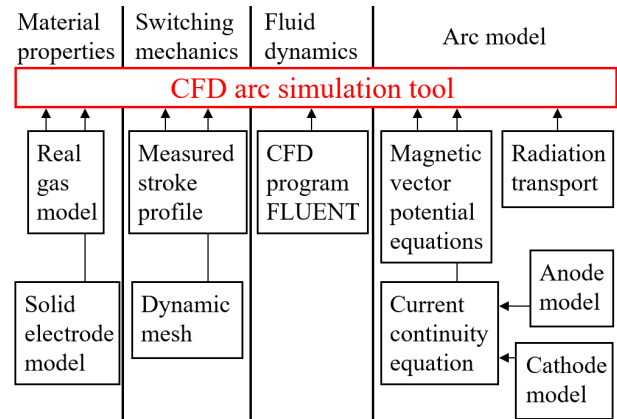 Material
properties
Switching
mechanics
Fluid
dynamics
Arc model
CFD arc simulation tool
Real
gas
model
Measured
stroke
profile
CFD
program
FLUENT
Magnetic
vector
potential
equations
Radiation
transport
Solid
electrode
model
Dynamic
mesh
Current
continuity
equation
Anode
model
Cathode
model